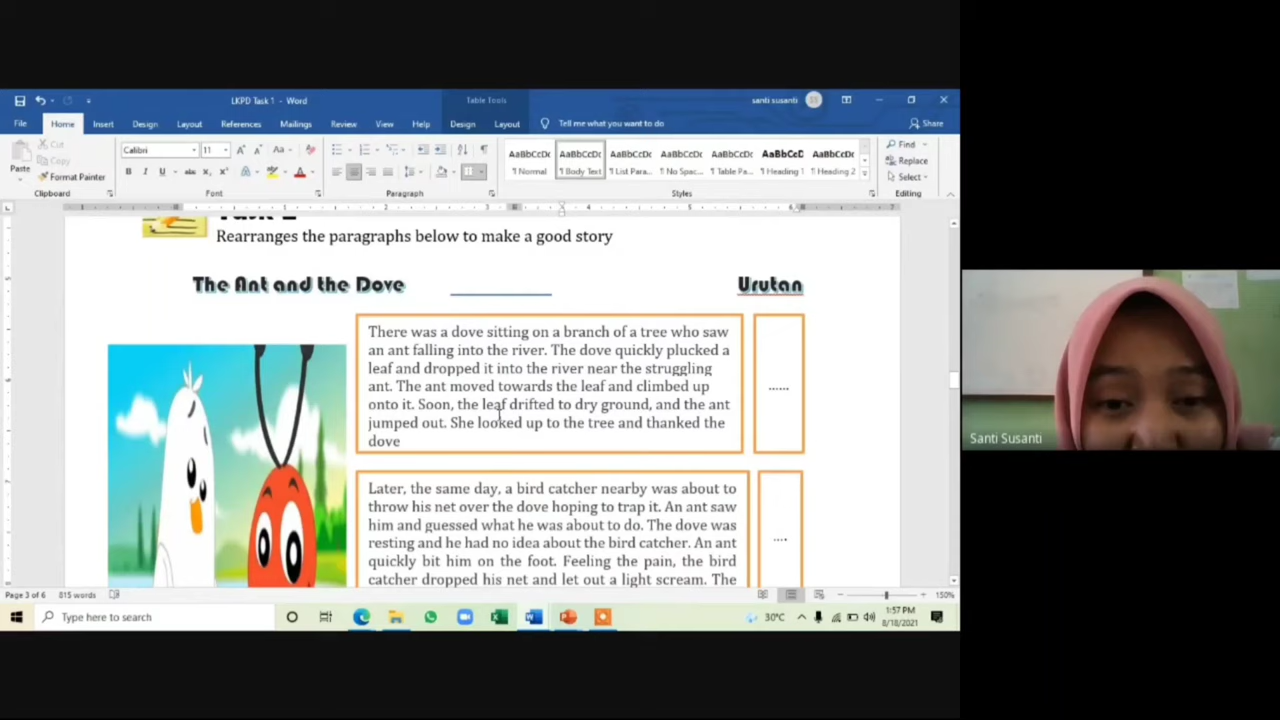 LKPD Task 1 - Word
Table Tools
santi susanti
SS
File
Home
Insert
Design
Layout
References
Mailings
Review
View
Help
Design
Layout
Tell me what you want to do
Share
Paste
Cut
Copy
Format Painter
Clipboard
Calibri
11
A
A
Aa
B
I
U
abc
X₂
X²
A
A
Font
Paragraph
AaBbCcDc
¶ Normal
AaBbCcDc
¶ Body Text
AaBbCcDc
¶ List Para...
AaBbCcDc
¶ No Spac...
AaBbCcDc
¶ Table Pa...
AaBbCcD
¶ Heading 1
AaBbCcDc
¶ Heading 2
Styles
Find
Replace
Select
Editing
Rearranges the paragraphs below to make a good story
The Ant and the Dove
Urutan
There was a dove sitting on a branch of a tree who saw
an ant falling into the river. The dove quickly plucked a
leaf and dropped it into the river near the struggling
ant. The ant moved towards the leaf and climbed up
onto it. Soon, the leaf drifted to dry ground, and the ant
jumped out. She looked up to the tree and thanked the
dove
......
Later, the same day, a bird catcher nearby was about to
throw his net over the dove hoping to trap it. An ant saw
him and guessed what he was about to do. The dove was
resting and he had no idea about the bird catcher. An ant
quickly bit him on the foot. Feeling the pain, the bird
catcher dropped his net and let out a light scream. The
....
Page 3 of 6
815 words
150%
Type here to search
30°C
1:57 PM
8/18/2021
Santi Susanti